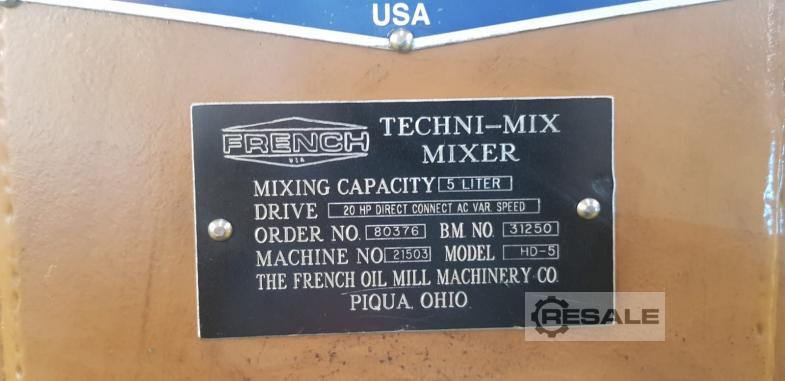 USA
FRENCH
USA
TECHNI-MIX
MIXER
MIXING CAPACITY 5 LITER
DRIVE 20 HP DIRECT CONNECT AC VAR. SPEED
ORDER NO. 80376 B.M. NO. 31250
MACHINE NO 21503 MODEL HD-5
THE FRENCH OIL MILL MACHINERY CO.
PIQUA, OHIO
RESALE